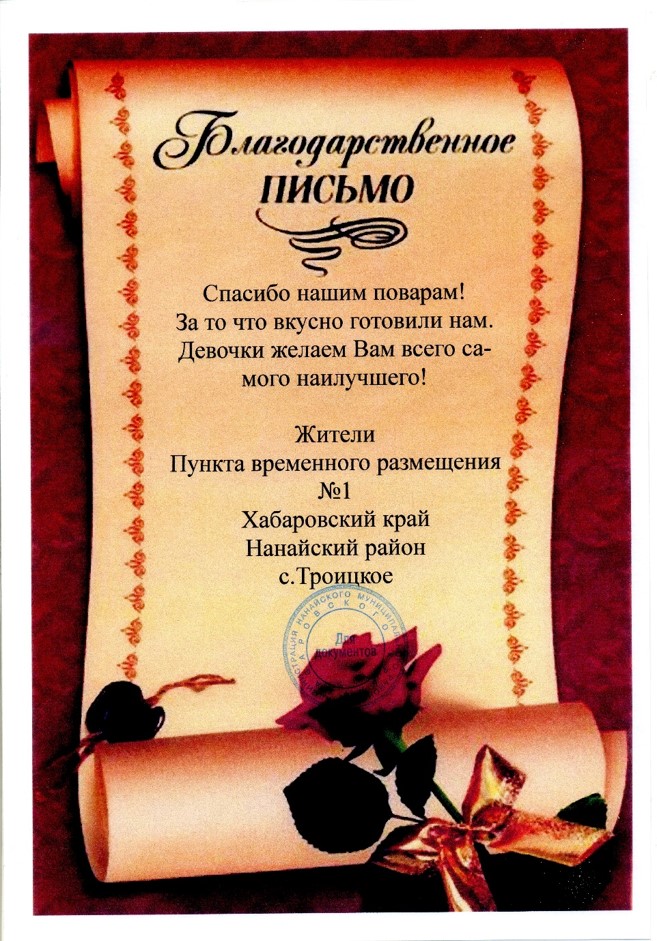 Благодарственное
ПИСЬМО
Спасибо нашим поварам!
За то что вкусно готовили нам.
Девочки желаем Вам всего са-
мого наилучшего!
Жители
Пункта временного размещения
№1
Хабаровский край
Нанайский район
с.Троицкое
НАНАЙСКОГО
Для
документов